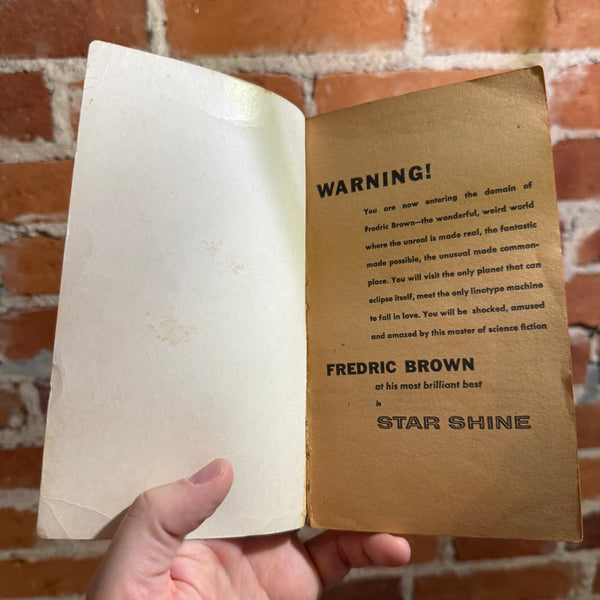 WARNING!
You are now entering the domain of
Fredric Brown—the wonderful, weird world
where the unreal is made real, the fantastic
made possible, the unusual made common-
place. You will visit the only planet that can
eclipse itself, meet the only linotype machine
to fall in love. You will be shocked, amused
and amazed by this master of science fiction
FREDRIC BROWN
at his most brilliant best
in
STAR SHINE